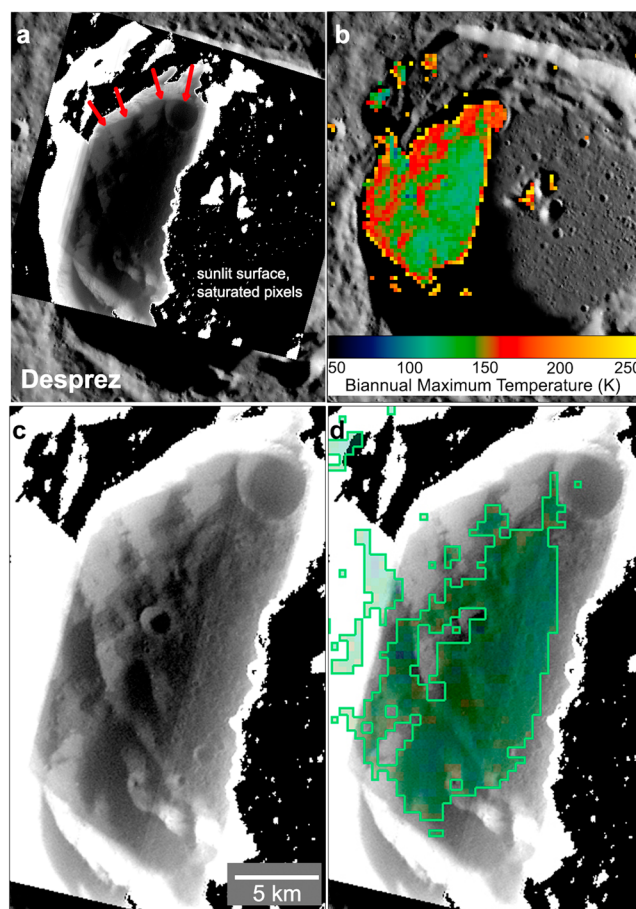 a
b
sunlit surface,
saturated pixels
Desprez
50 100 150 200 250
Biannual Maximum Temperature (K)
c
d
5 km